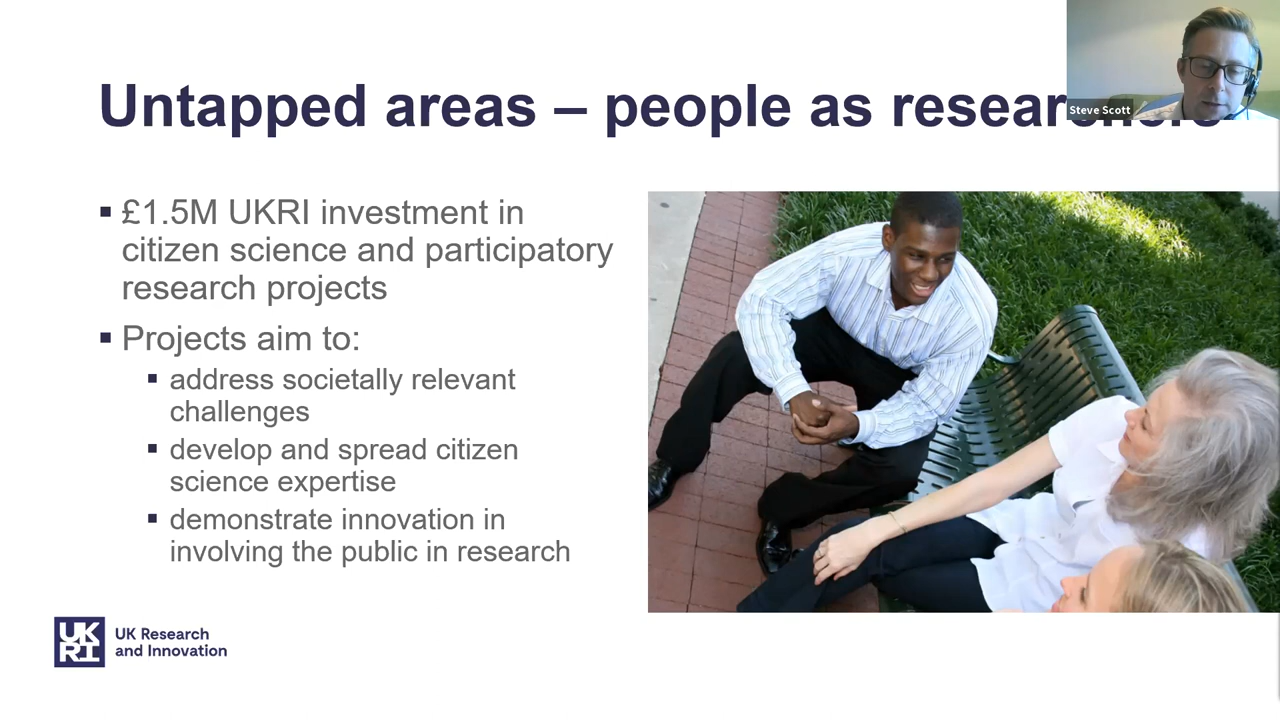 Untapped areas – people as researchers
Steve Scott
▪ £1.5M UKRI investment in
citizen science and participatory
research projects
▪ Projects aim to:
▪ address societally relevant
challenges
▪ develop and spread citizen
science expertise
▪ demonstrate innovation in
involving the public in research
UK
RI
UK Research
and Innovation